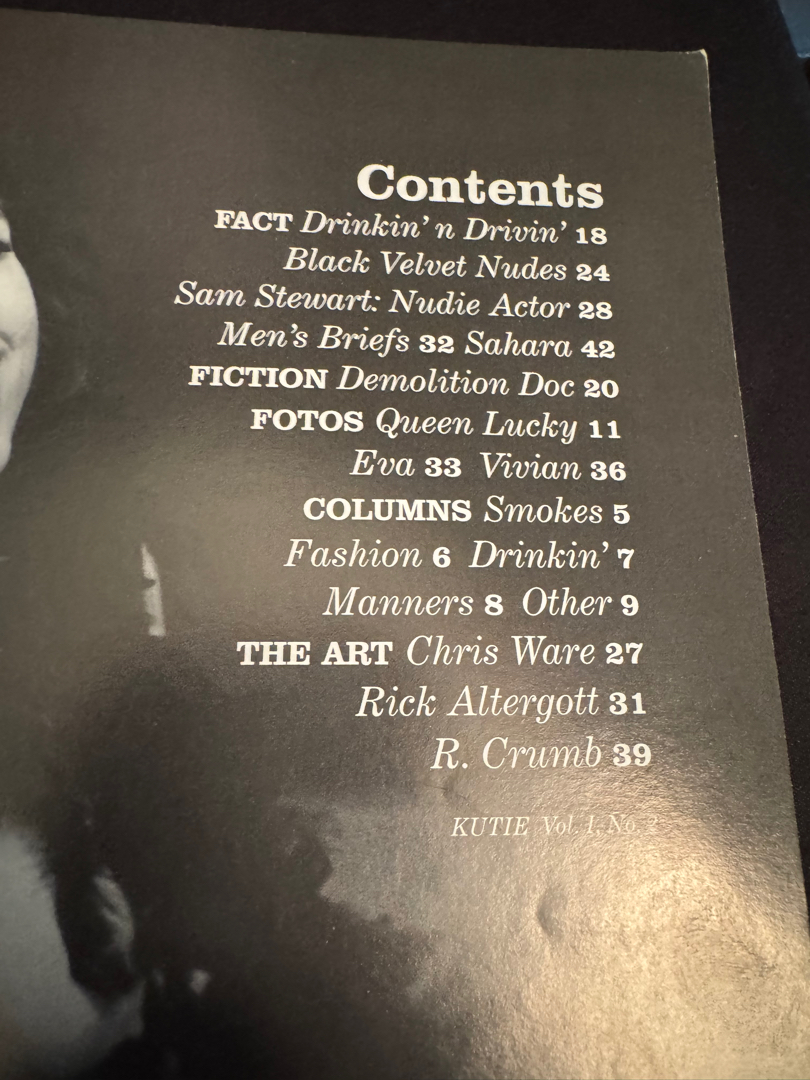 Contents
FACT Drinkin' n Drivin' 18
Black Velvet Nudes 24
Sam Stewart: Nudie Actor 28
Men's Briefs 32 Sahara 42
FICTION Demolition Doc 20
FOTOS Queen Lucky 11
Eva 33 Vivian 36
COLUMNS Smokes 5
Fashion 6 Drinkin' 7
Manners 8 Other 9
THE ART Chris Ware 27
Rick Altergott 31
R. Crumb 39
KUTIE Vol. 1, No. 2